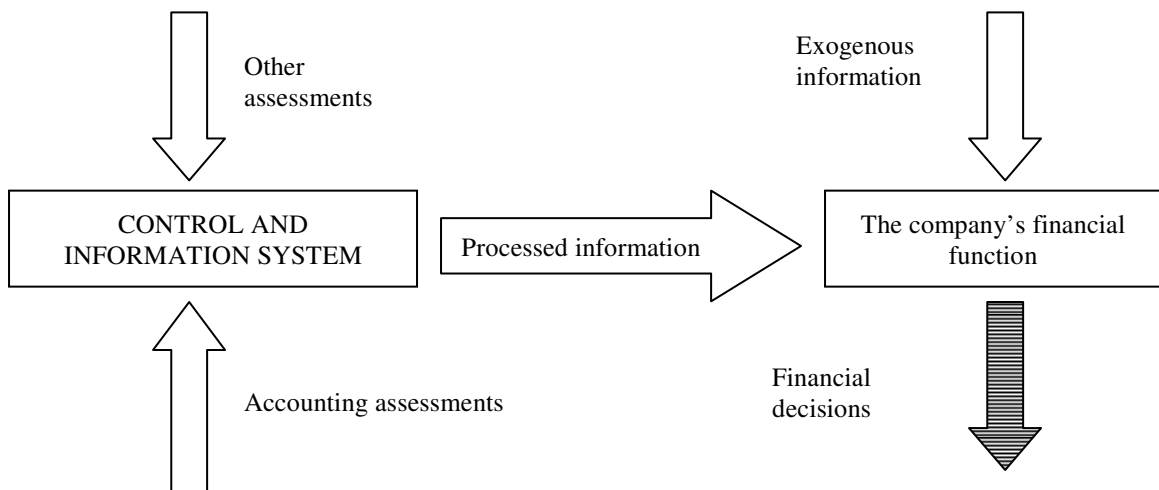 Other
assessments
Exogenous
information
CONTROL AND
INFORMATION SYSTEM
Processed information
The company’s financial
function
Accounting assessments
Financial
decisions